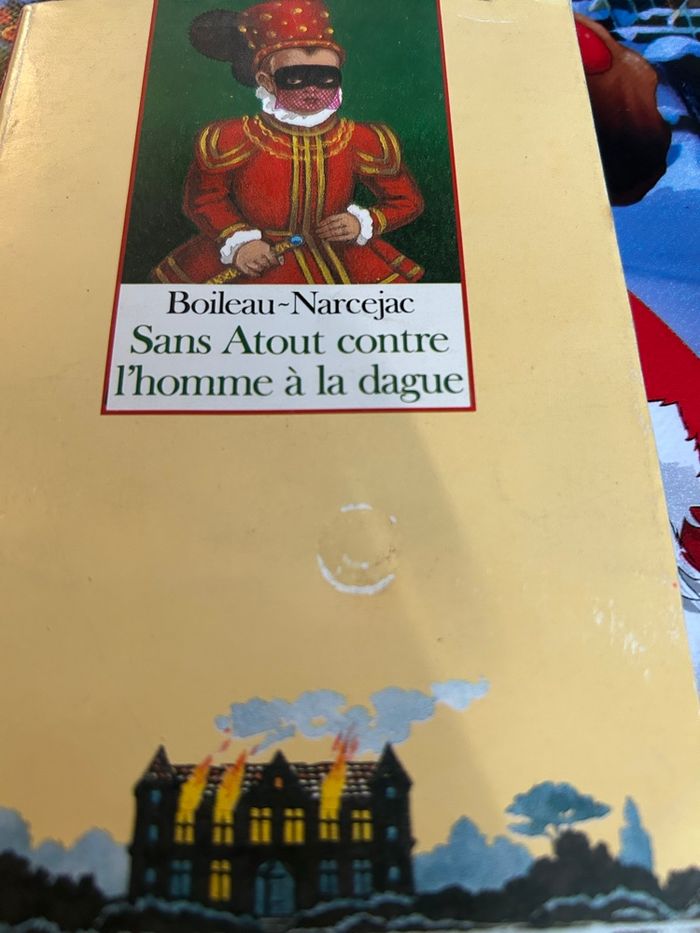 Boileau~Narcejac
Sans Atout contre
l'homme à la dague